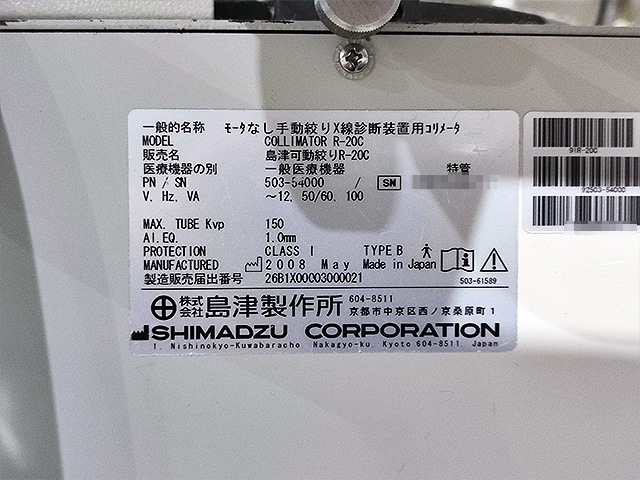 一般的名称 モータなし手動絞りX線診断装置用コリメータ
MODEL COLLIMATOR R-20C
販売名 島津可動絞りR-20C
医療機器の別 一般医療機器 特管
PN / SN 503-54000 / SN
V. Hz. VA ～12. 50/60. 100
MAX. TUBE Kvp 150
Al.EQ. 1.0mm
PROTECTION CLASS I TYPE B
MANUFACTURED 2008 May Made in Japan
製造販売届出番号 26B1X00003000021
503-61589
株式会社 島津製作所 604-8511
京都市中京区西ノ京桑原町1
SHIMADZU CORPORATION
1. Nishinokyo-Kuwabaracho. Nakagyo-ku. Kyoto 604-8511. Japan
91R-20C
92503-54000